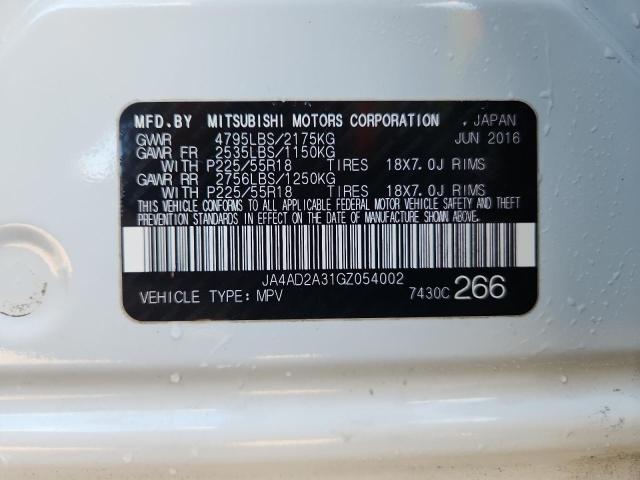 MFD.BY MITSUBISHI MOTORS CORPORATION , JAPAN
GVWR 4795LBS/2175KG JUN 2016
GAWR FR 2535LBS/1150KG
WITH P225/55R18 TIRES 18X7.0J RIMS
GAWR RR 2756LBS/1250KG
WITH P225/55R18 TIRES 18X7.0J RIMS
THIS VEHICLE CONFORMS TO ALL APPLICABLE FEDERAL MOTOR VEHICLE SAFETY AND THEFT
PREVENTION STANDARDS IN EFFECT ON THE DATE OF MANUFACTURE SHOWN ABOVE.
JA4AD2A31GZ054002
VEHICLE TYPE: MPV 7430C 266